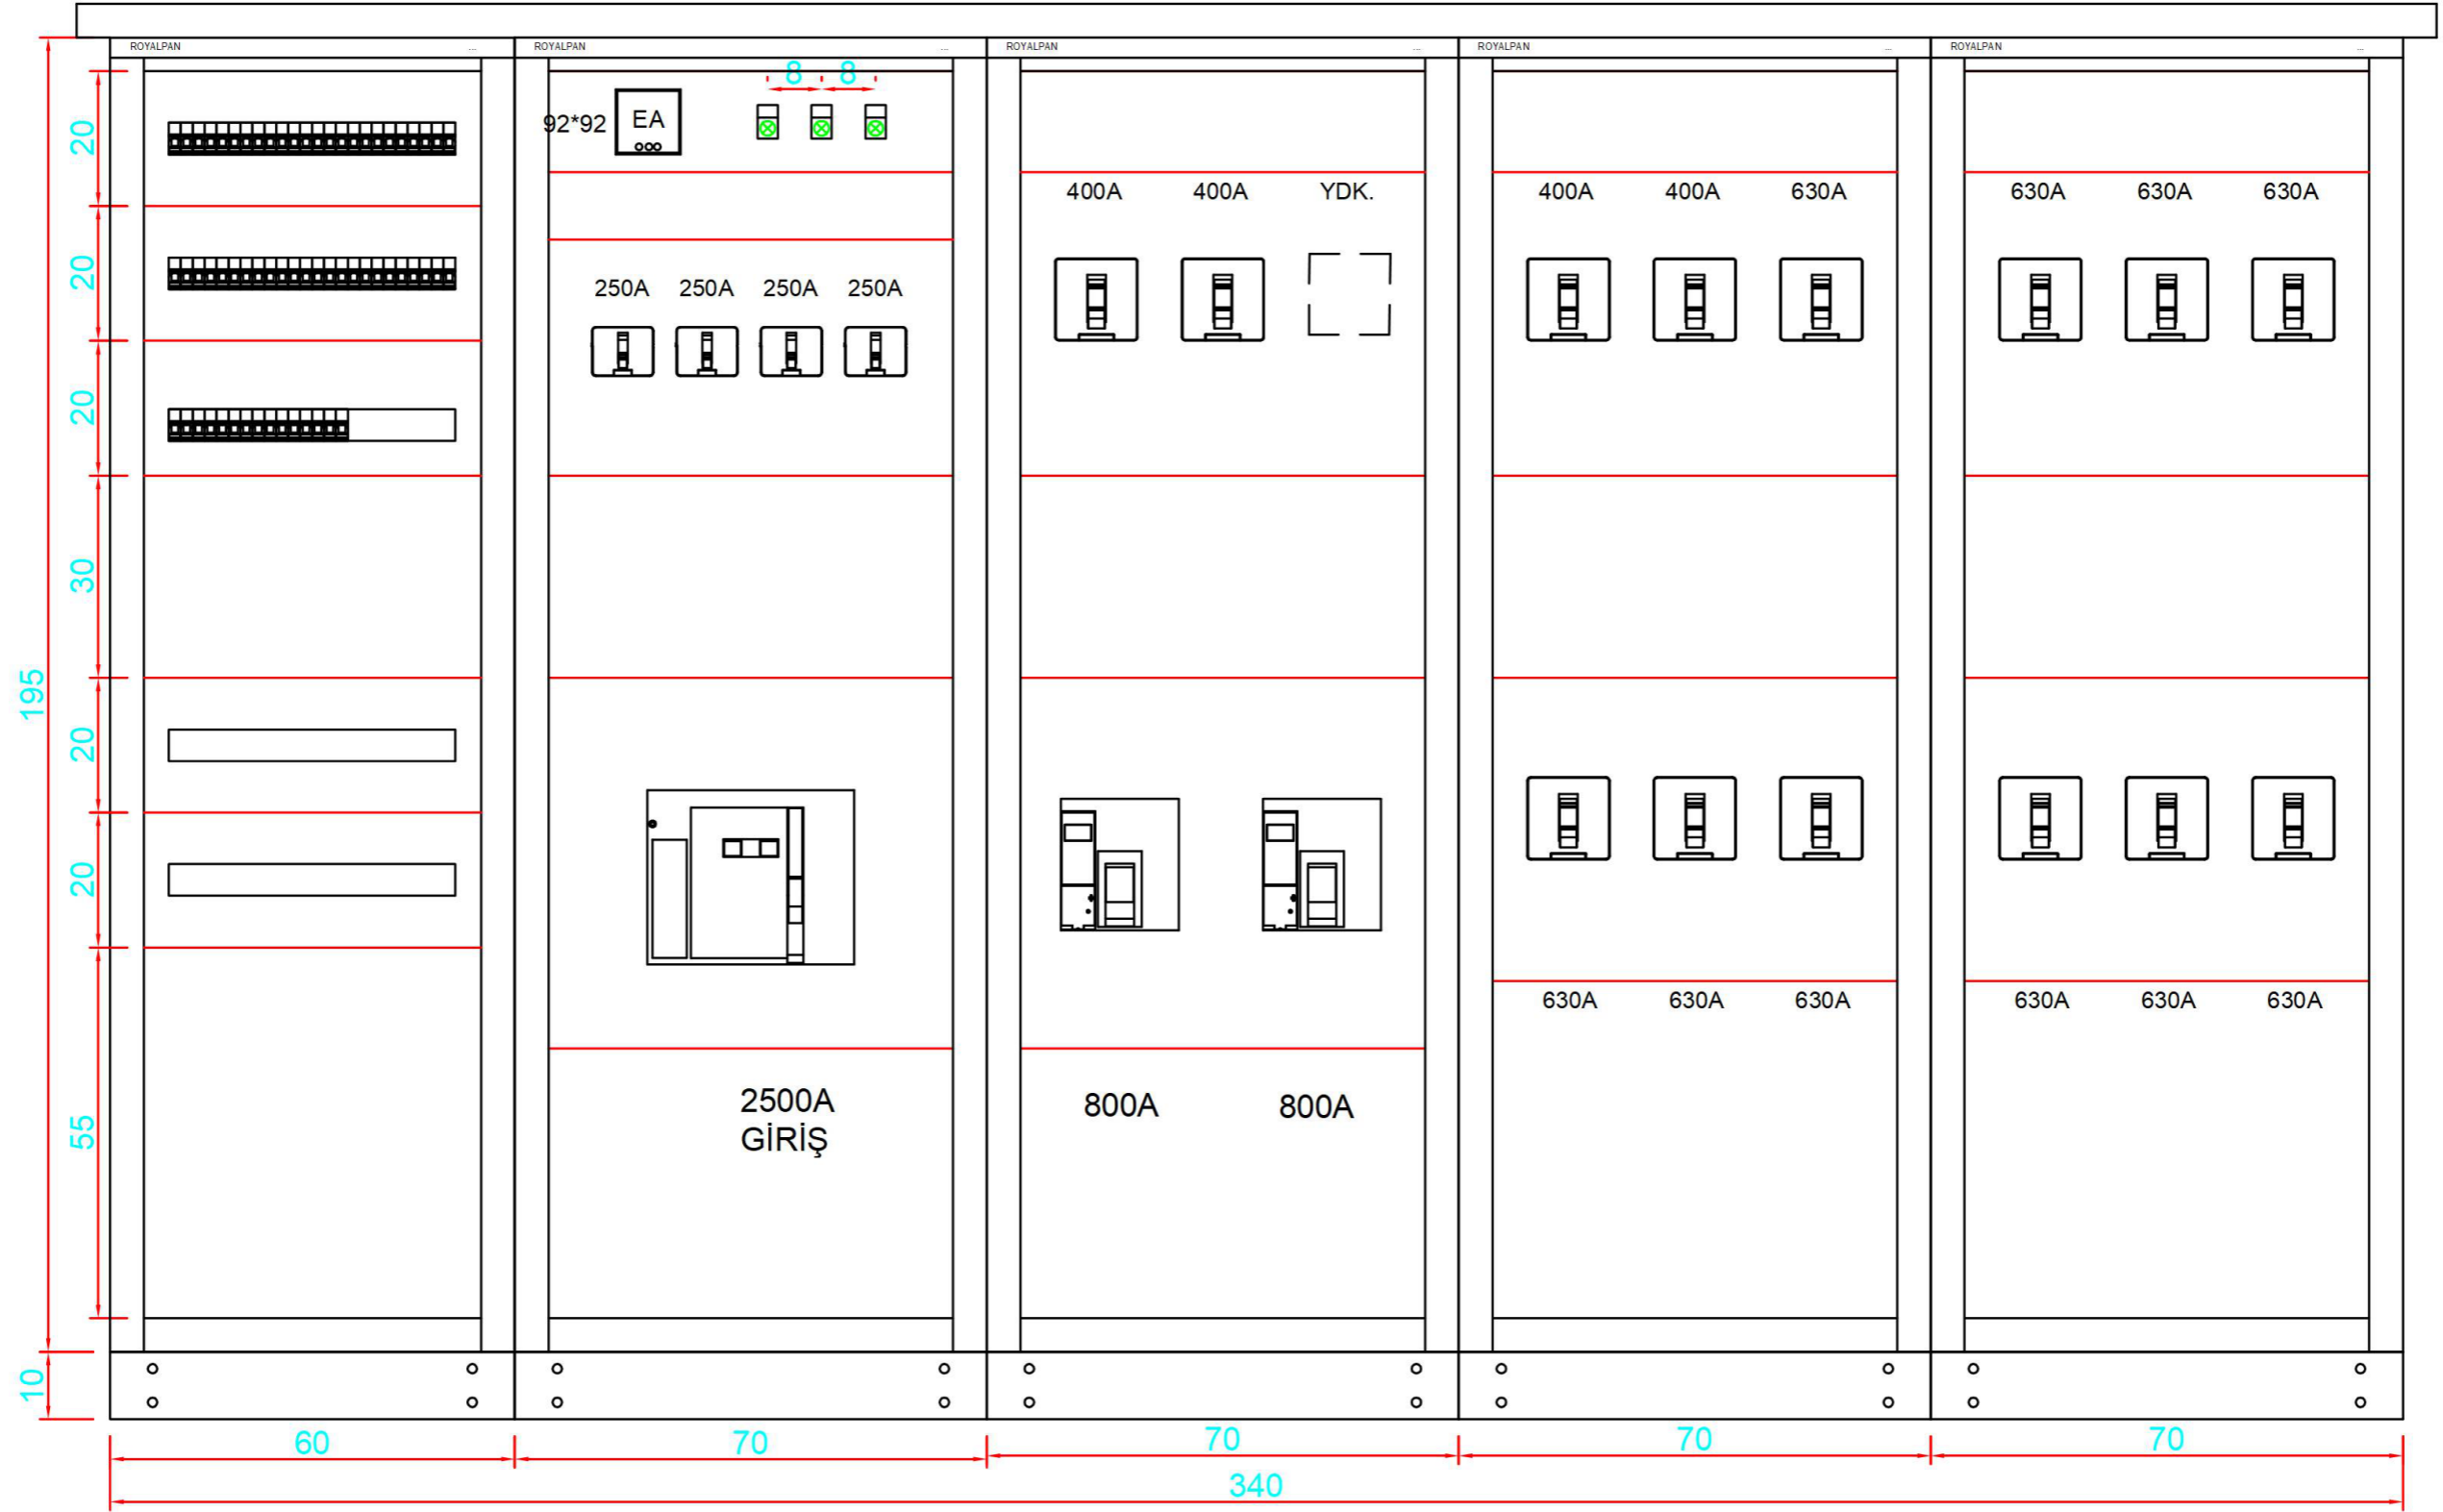 ROYALPAN ... ROYALPAN ... ROYALPAN ... ROYALPAN ... ROYALPAN ...
8 8
92*92 EA
20
400A 400A YDK. 400A 400A 630A 630A 630A 630A
20
250A 250A 250A 250A
20
30
195
20
20
630A 630A 630A 630A 630A 630A
2500A
GİRİŞ
800A 800A
55
10
60 70 70 70 70
340